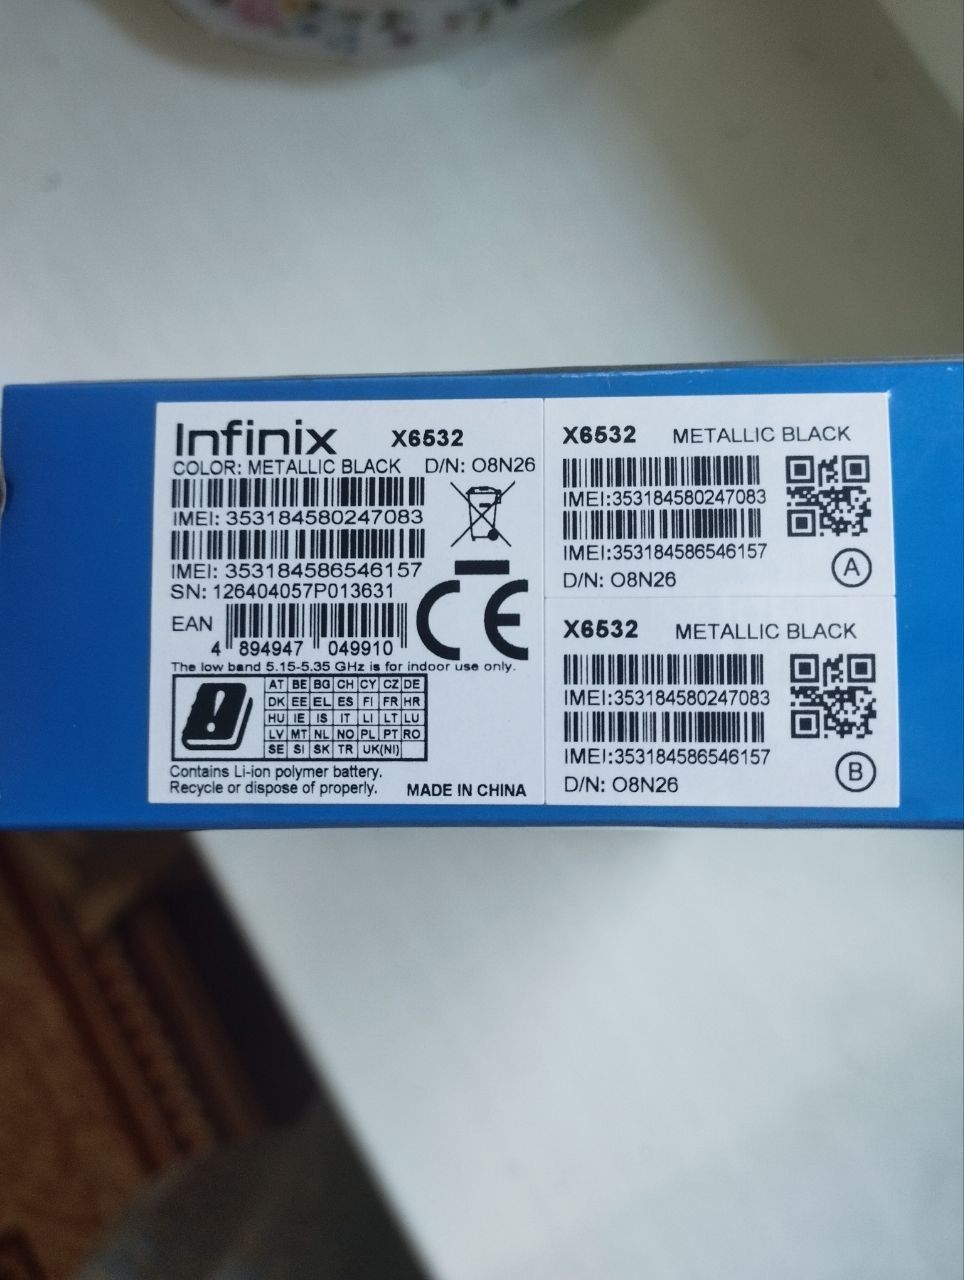 Infinix X6532
COLOR: METALLIC BLACK D/N: O8N26
IMEI: 353184580247083
IMEI: 353184586546157
SN: 126404057P013631
EAN
4 894947 049910
CE
The low band 5.15-5.35 GHz is for indoor use only.
AT BE BG CH CY CZ DE
DK EE EL ES FI FR HR
HU IE IS IT LI LT LU
LV MT NL NO PL PT RO
SE SI SK TR UK(NI)
Contains Li-ion polymer battery.
Recycle or dispose of properly. MADE IN CHINA
X6532 METALLIC BLACK
IMEI:353184580247083
IMEI:353184586546157
D/N: O8N26
A
X6532 METALLIC BLACK
IMEI:353184580247083
IMEI:353184586546157
D/N: O8N26
B